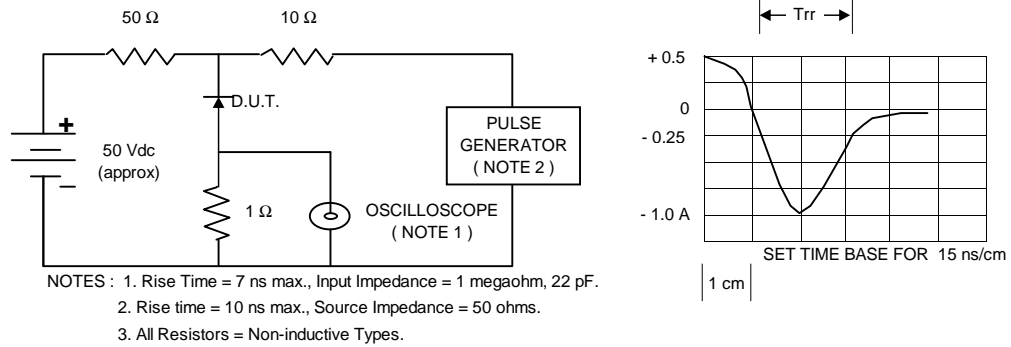 50 Ω
10 Ω
D.U.T.
+
50 Vdc
(approx)
−
1 Ω
OSCILLOSCOPE
( NOTE 1 )
PULSE
GENERATOR
( NOTE 2 )
Trr
+ 0.5
0
- 0.25
- 1.0 A
SET TIME BASE FOR 15 ns/cm
1 cm
NOTES : 1. Rise Time = 7 ns max., Input Impedance = 1 megaohm, 22 pF.
2. Rise time = 10 ns max., Source Impedance = 50 ohms.
3. All Resistors = Non-inductive Types.